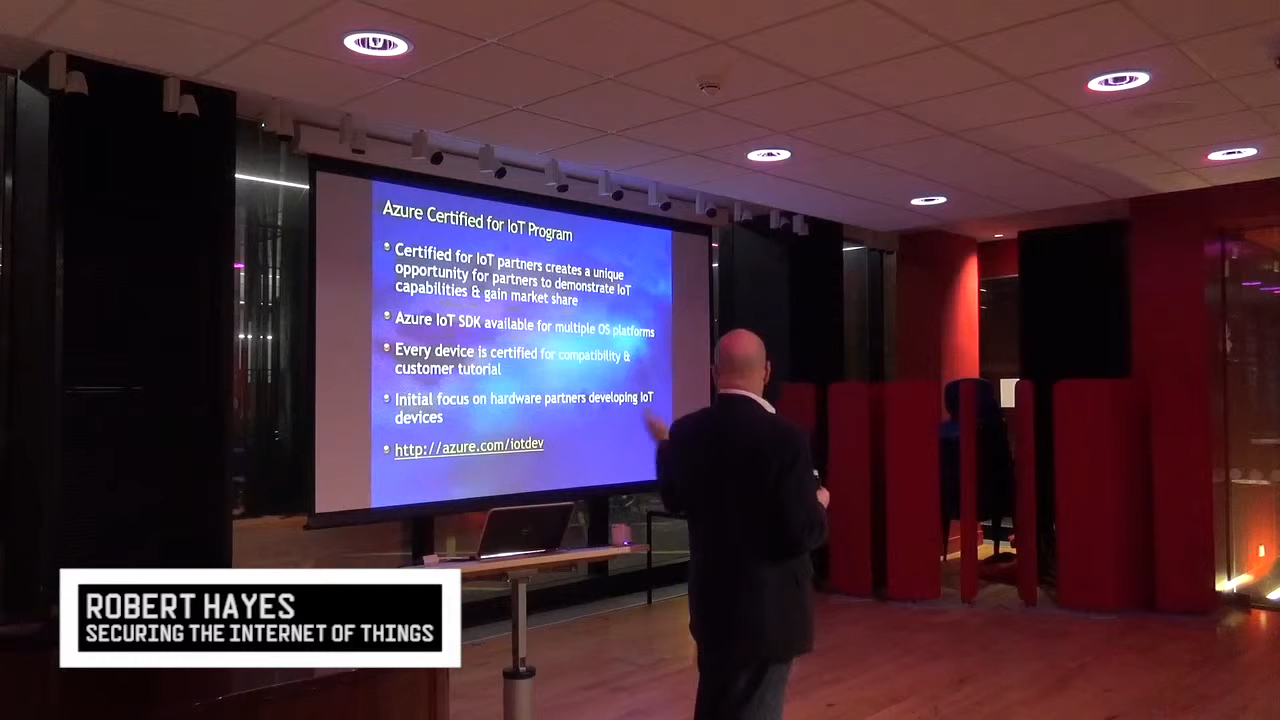 Azure Certified for IoT Program
Certified for IoT partners creates a unique
opportunity for partners to demonstrate IoT
capabilities & gain market share
Azure IoT SDK available for multiple OS platforms
Every device is certified for compatibility &
customer tutorial
Initial focus on hardware partners developing IoT
devices
http://azure.com/iotdev
ROBERT HAYES
SECURING THE INTERNET OF THINGS